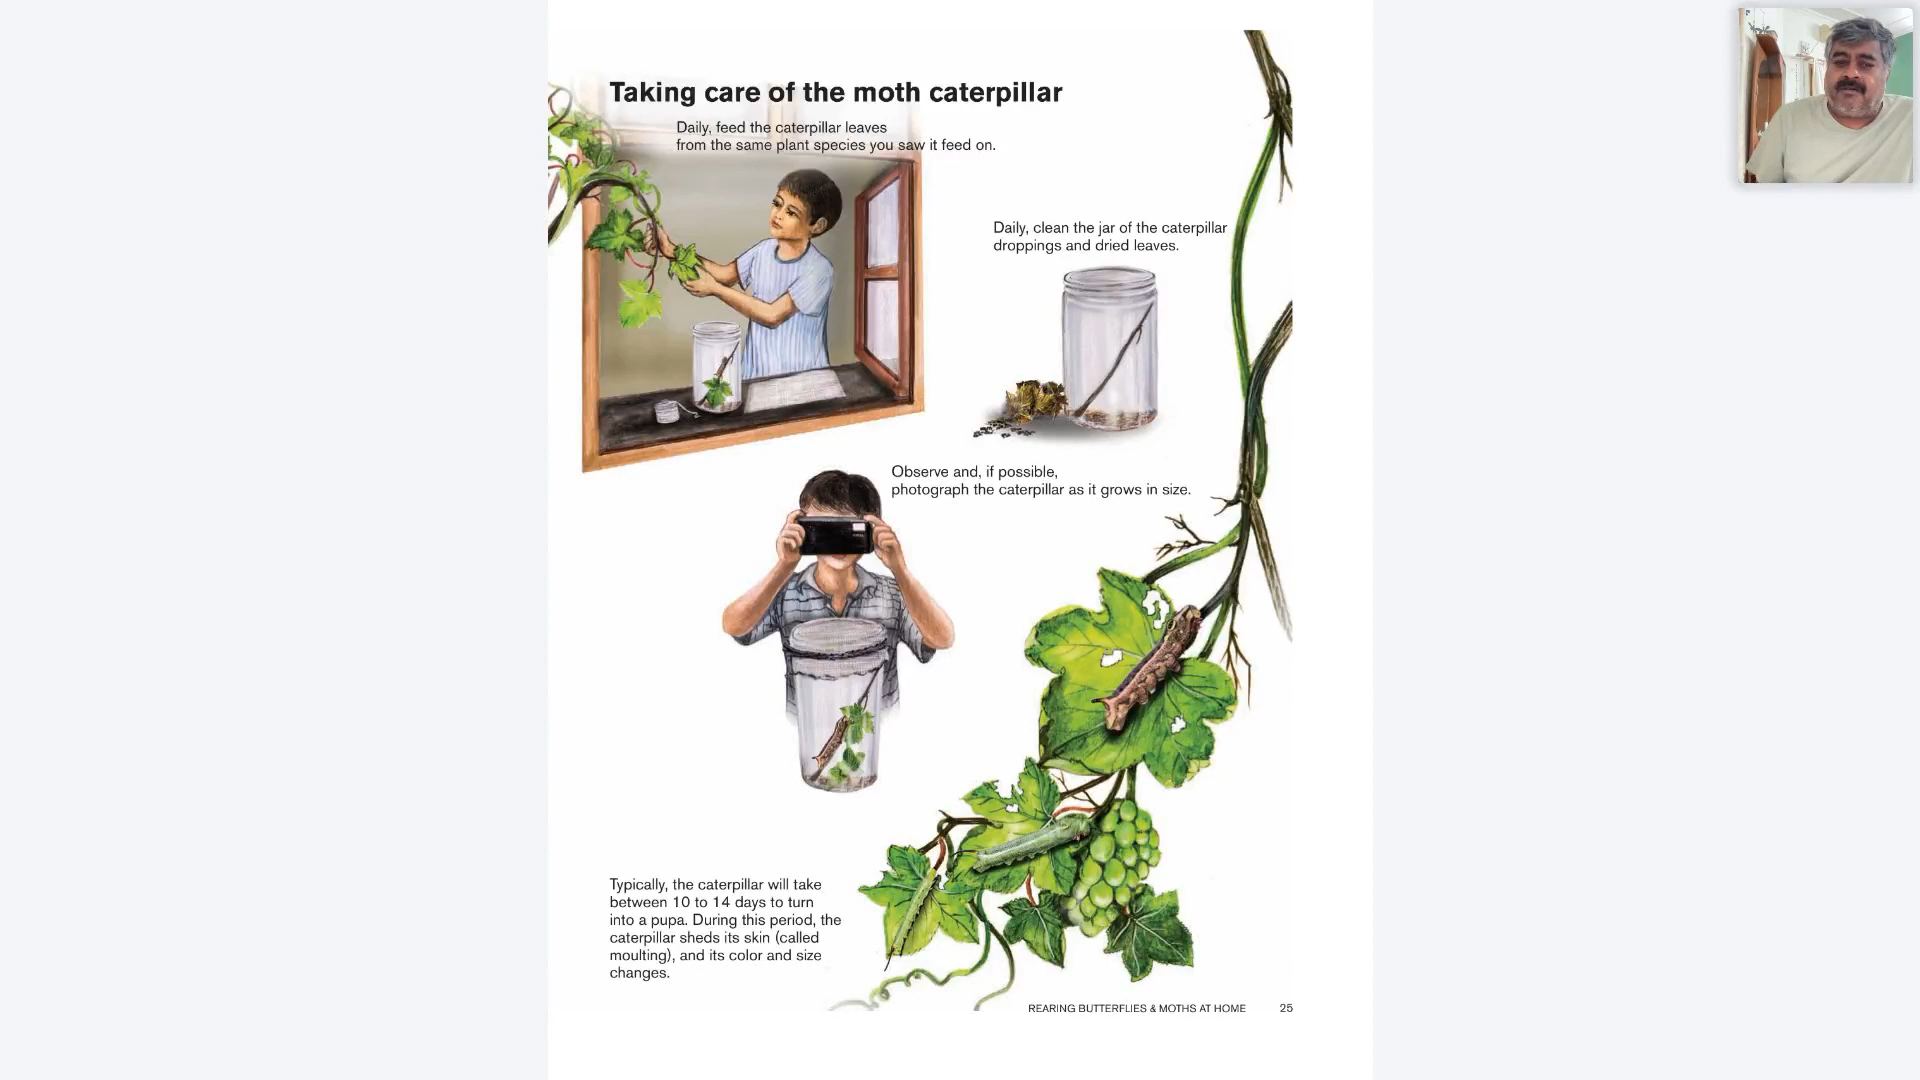 Taking care of the moth caterpillar
Daily, feed the caterpillar leaves
from the same plant species you saw it feed on.
Daily, clean the jar of the caterpillar
droppings and dried leaves.
Observe and, if possible,
photograph the caterpillar as it grows in size.
Typically, the caterpillar will take
between 10 to 14 days to turn
into a pupa. During this period, the
caterpillar sheds its skin (called
moulting), and its color and size
changes.
REARING BUTTERFLIES & MOTHS AT HOME 25